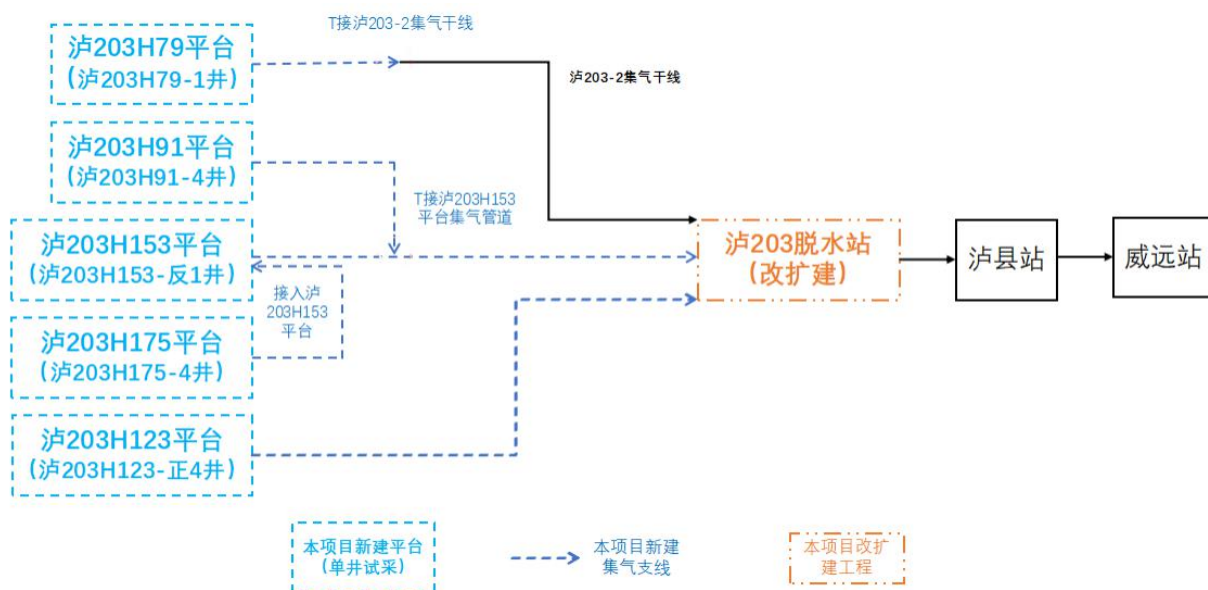 T接泸203-2集气干线
泸203H79平台
(泸203H79-1井)
泸203-2集气干线
泸203H91平台
(泸203H91-4井)
T接泸203H153
平台集气管道
泸203H153平台
(泸203H153-反1井)
泸203脱水站
(改扩建)
泸县站
威远站
接入泸
203H153
平台
泸203H175平台
(泸203H175-4井)
泸203H123平台
(泸203H123-正4井)
本项目新建平台
(单井试采)
本项目新建
集气支线
本项目改扩
建工程